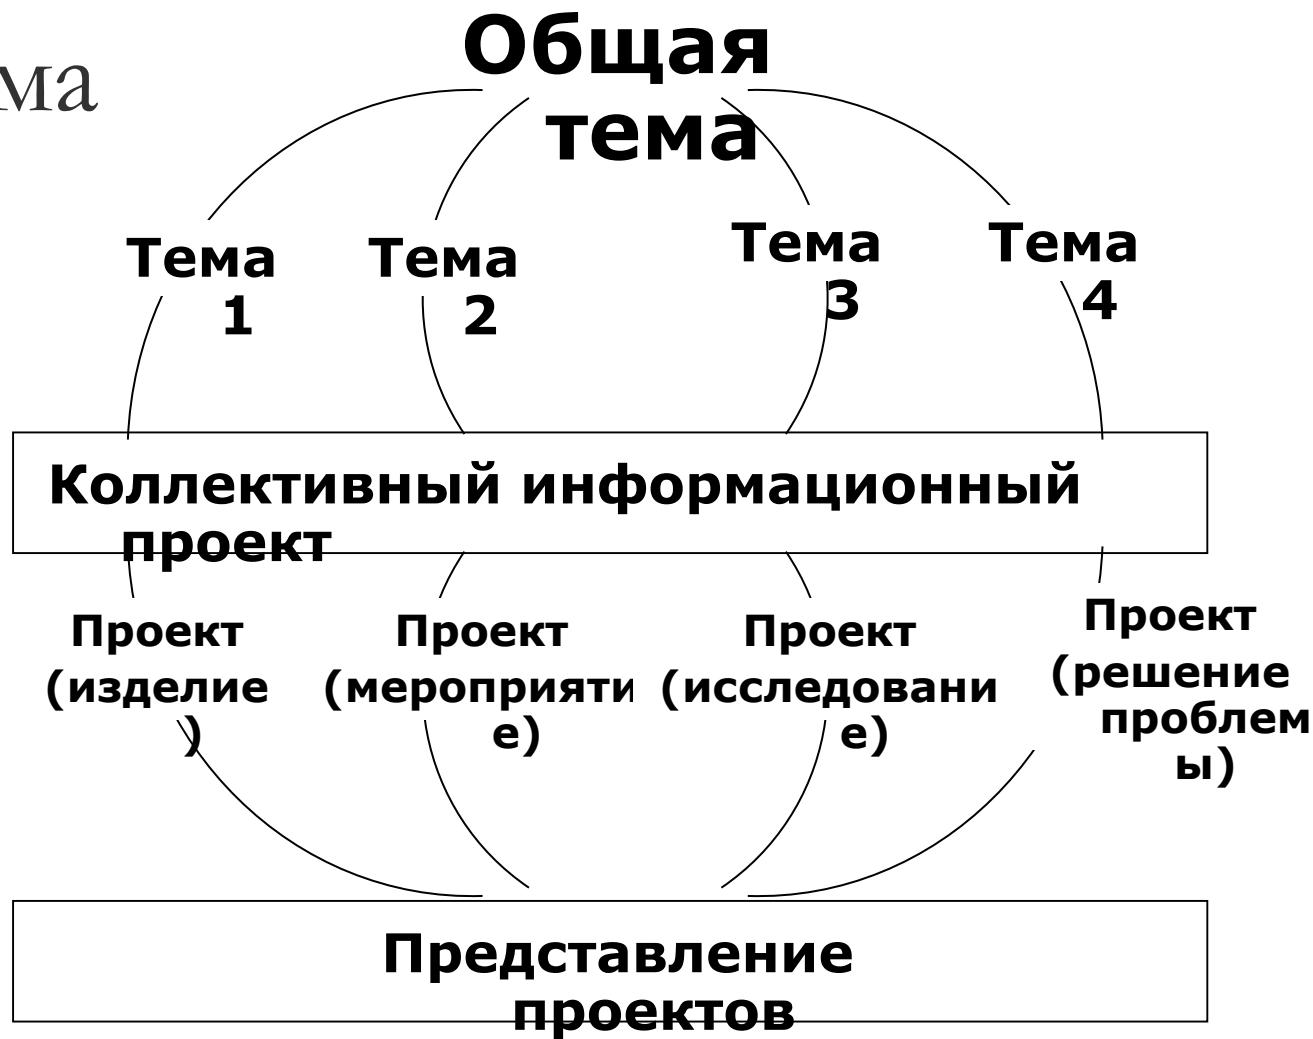 Общая
тема
ма
Тема
1
Тема
2
Тема
3
Тема
4
Коллективный информационный
проект
Проект
(изделие
)
Проект
(мероприяти
е)
Проект
(исследовани
е)
Проект
(решение
проблем
ы)
Представление
проектов